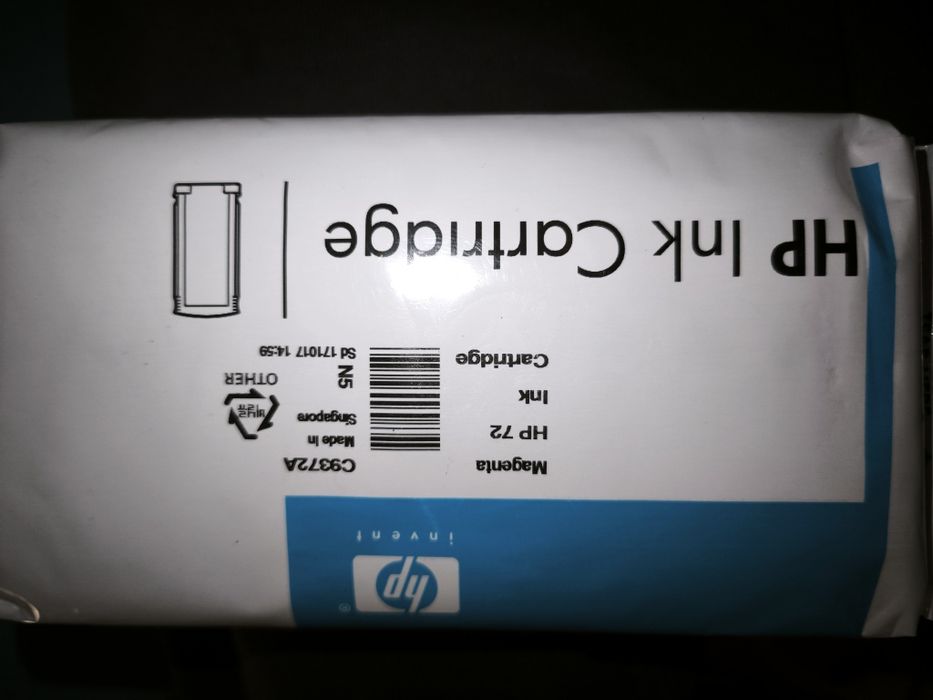 hp
®
invent
Magenta
HP 72
Ink
Cartridge
C9372A
Made in
Singapore
N5
Sd 171017 14:59
OTHER
HP Ink Cartridge